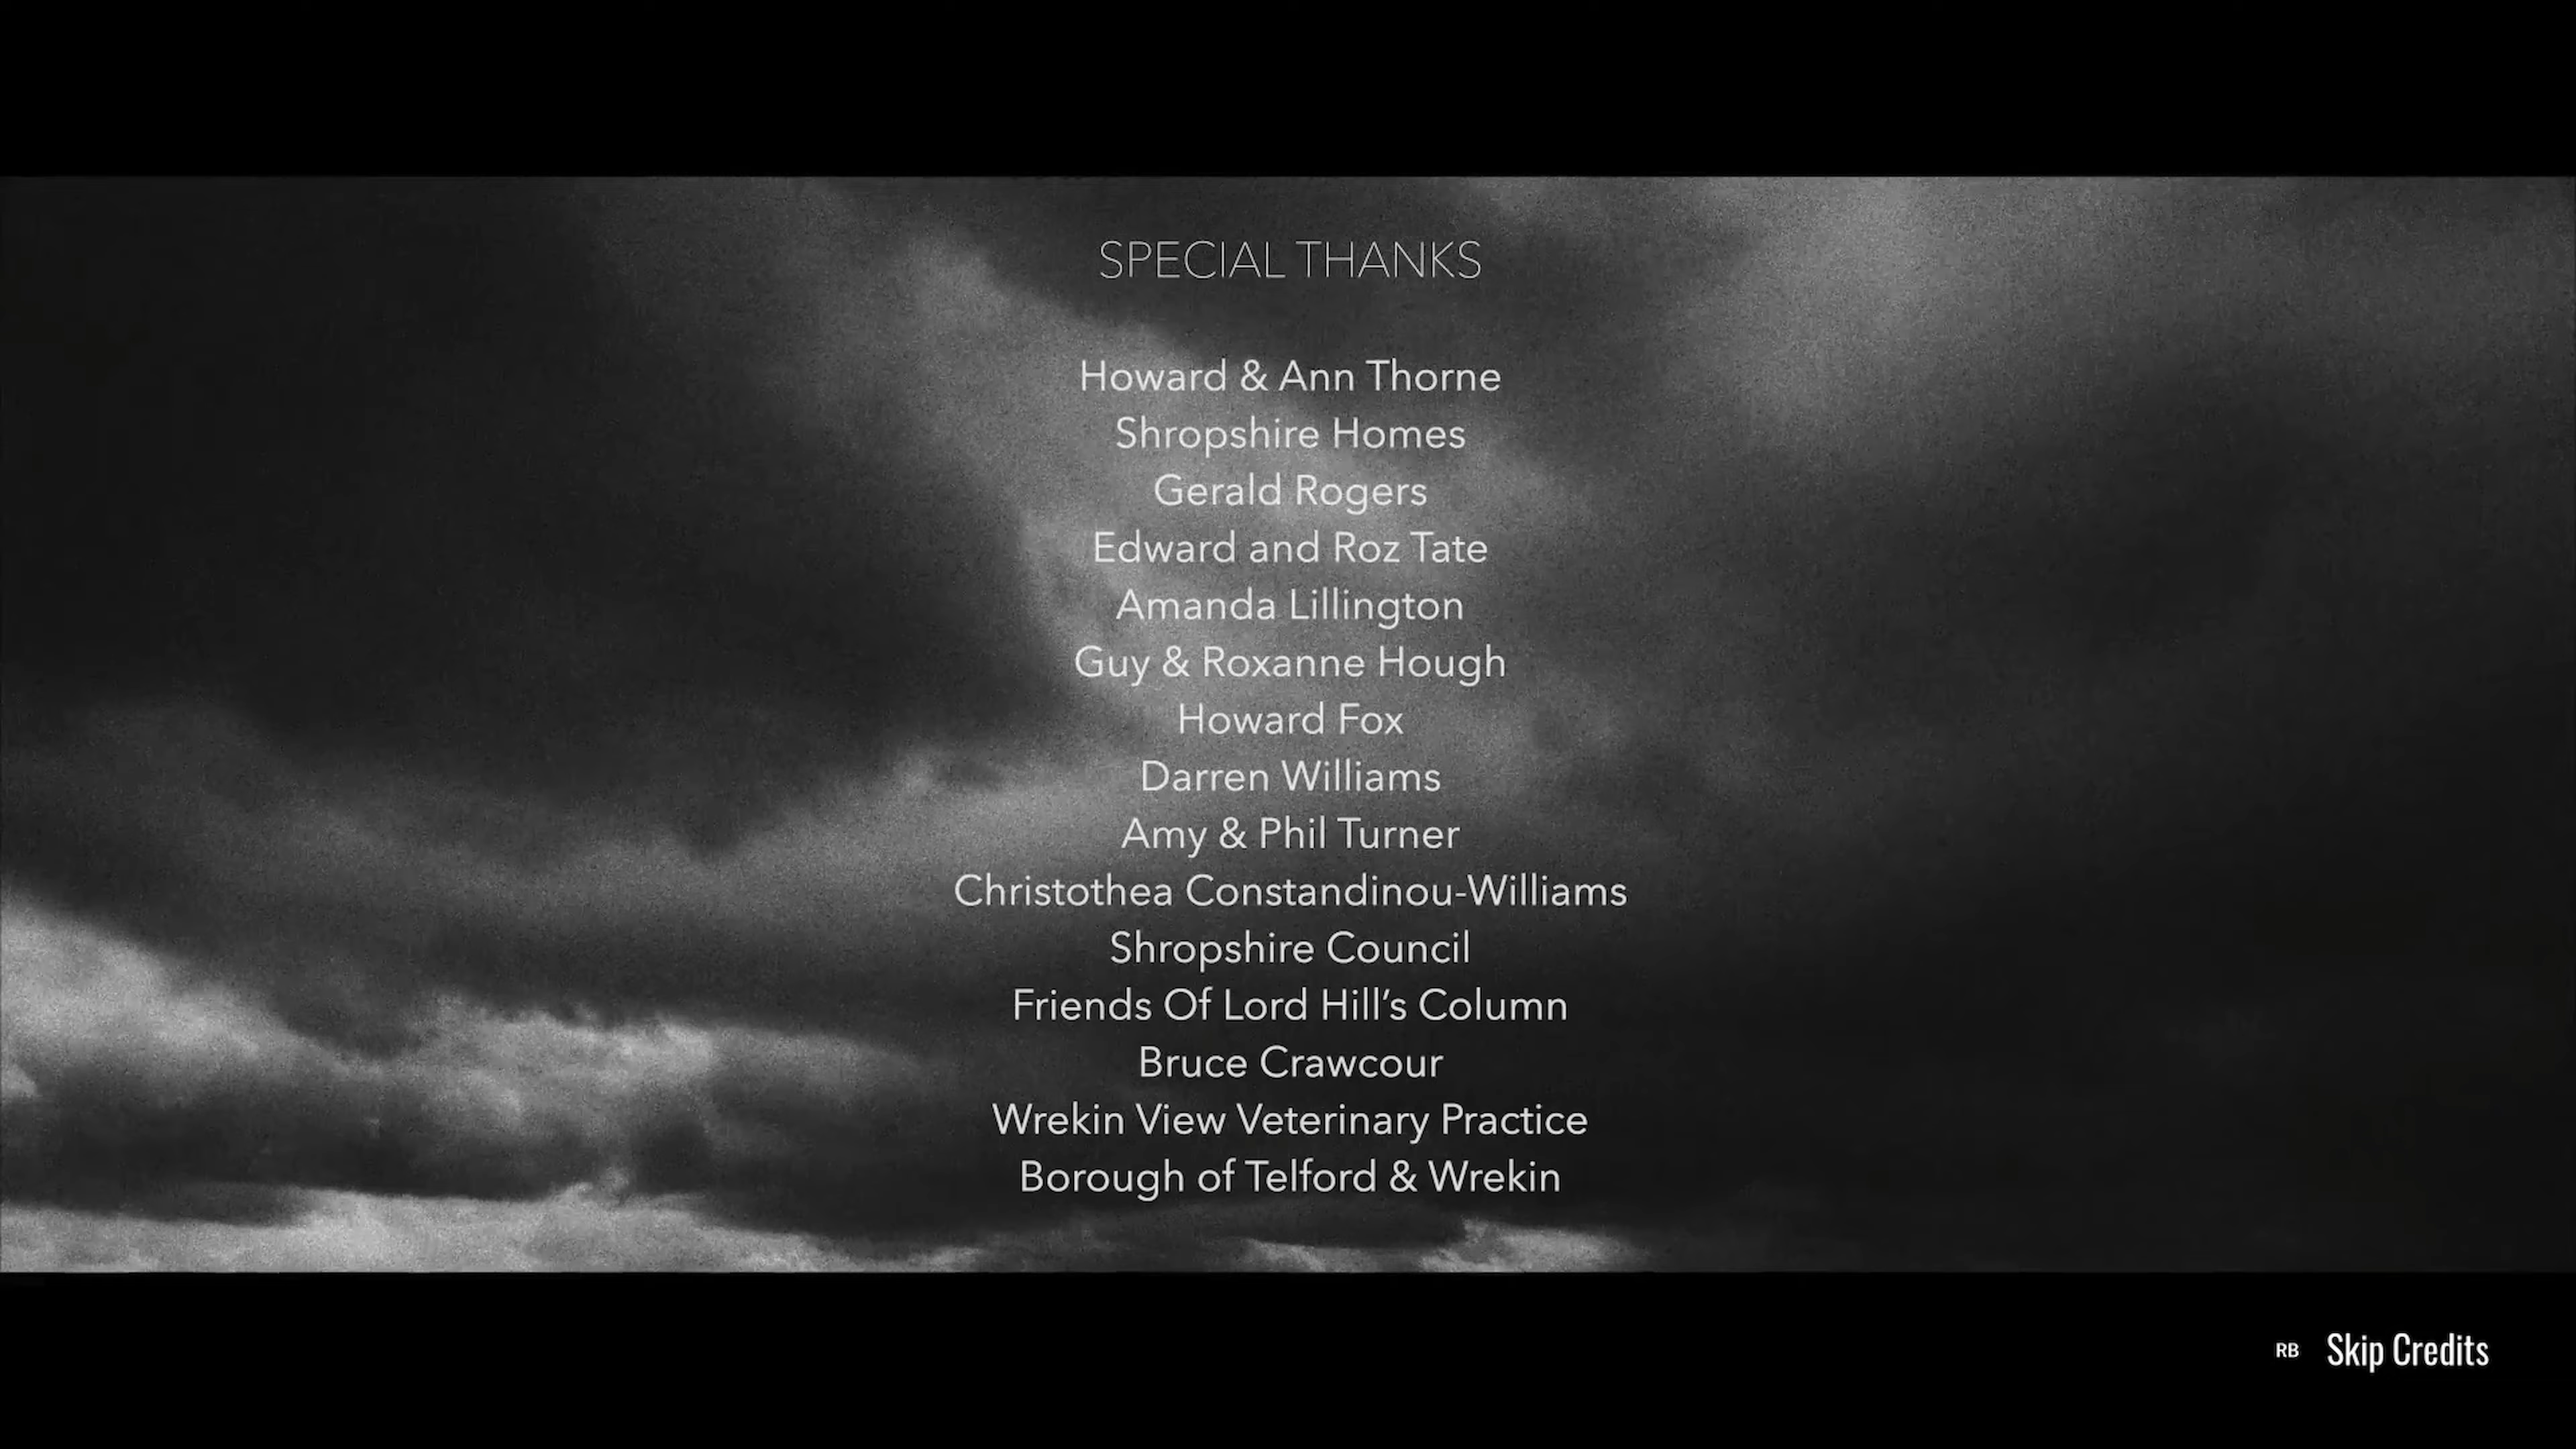 SPECIAL THANKS
Howard & Ann Thorne
Shropshire Homes
Gerald Rogers
Edward and Roz Tate
Amanda Lillington
Guy & Roxanne Hough
Howard Fox
Darren Williams
Amy & Phil Turner
Christothea Constandinou-Williams
Shropshire Council
Friends Of Lord Hill’s Column
Bruce Crawcour
Wrekin View Veterinary Practice
Borough of Telford & Wrekin
RB Skip Credits